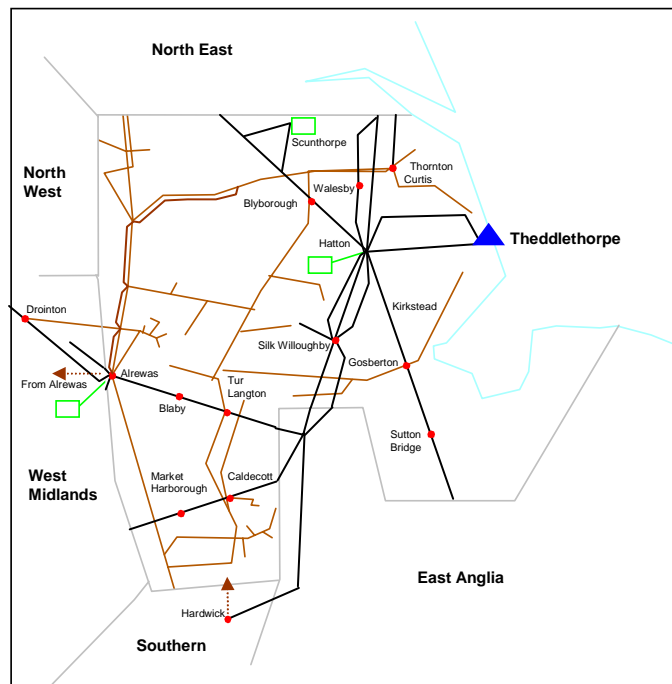 North East
Scunthorpe
North
West
Thornton
Curtis
Walesby
Blyborough
Theddlethorpe
Hatton
Drointon
Kirkstead
Silk Willoughby
Gosberton
Alrewas
From Alrewas
Tur
Langton
Blaby
Sutton
Bridge
West
Midlands
Market
Harborough
Caldecott
East Anglia
Hardwick
Southern